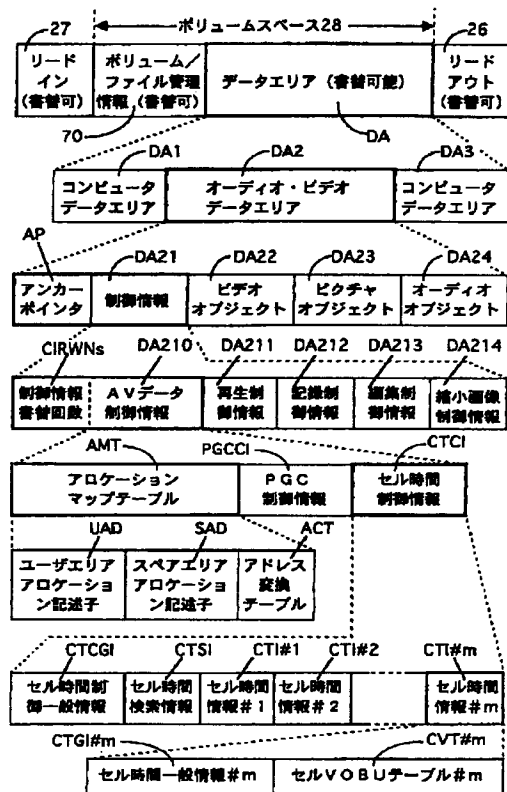 27
ボリュームスペース28
26
リード
イン
(書替可)
ボリューム/
ファイル管理
情報 (書替可)
データエリア (書替可能)
リード
アウト
(書替可)
70
DA
DA1
DA2
DA3
コンピュータ
データエリア
オーディオ・ビデオ
データエリア
コンピュータ
データエリア
AP
DA21
DA22
DA23
DA24
アンカー
ポインタ
制御情報
ビデオ
オブジェクト
ピクチャ
オブジェクト
オーディオ
オブジェクト
CIRWNs
DA210
DA211
DA212
DA213
DA214
制御情報
書替回数
AVデータ
制御情報
再生制
御情報
記録制
御情報
編集制
御情報
縮小画像
制御情報
AMT
PGCCI
CTCI
アロケーション
マップテーブル
PGC
制御情報
セル時間
制御情報
UAD
SAD
ACT
ユーザエリア
アロケーショ
ン記述子
スペアエリア
アロケーショ
ン記述子
アドレス
変換
テーブル
CTCGI
CTSI
CTI#1
CTI#2
CTI#m
セル時間制
御一般情報
セル時間
検索情報
セル時間
情報#1
セル時間
情報#2
セル時間
情報#m
CTGI#m
CVT#m
セル時間一般情報#m
セルVOBUテーブル#m